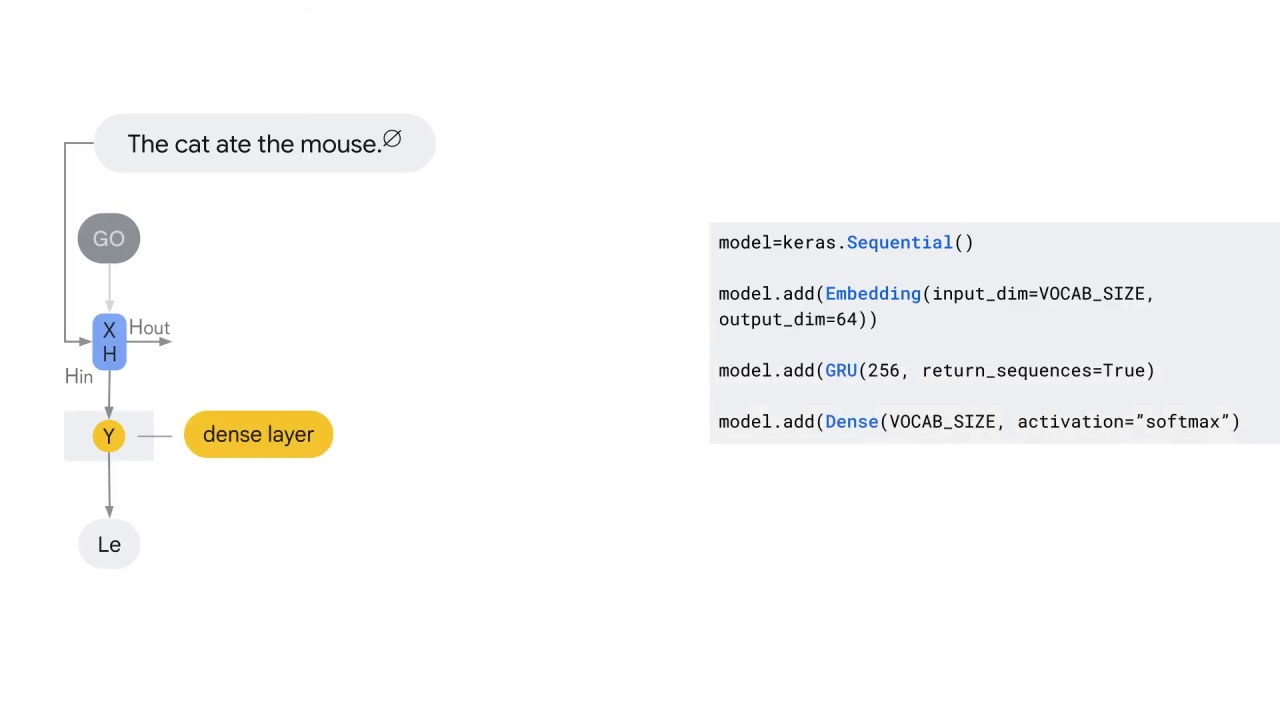 The cat ate the mouse.∅
GO
X
H
Hout
Hin
Y
dense layer
Le
model=keras.Sequential()
model.add(Embedding(input_dim=VOCAB_SIZE,
output_dim=64))
model.add(GRU(256, return_sequences=True)
model.add(Dense(VOCAB_SIZE, activation=”softmax”)